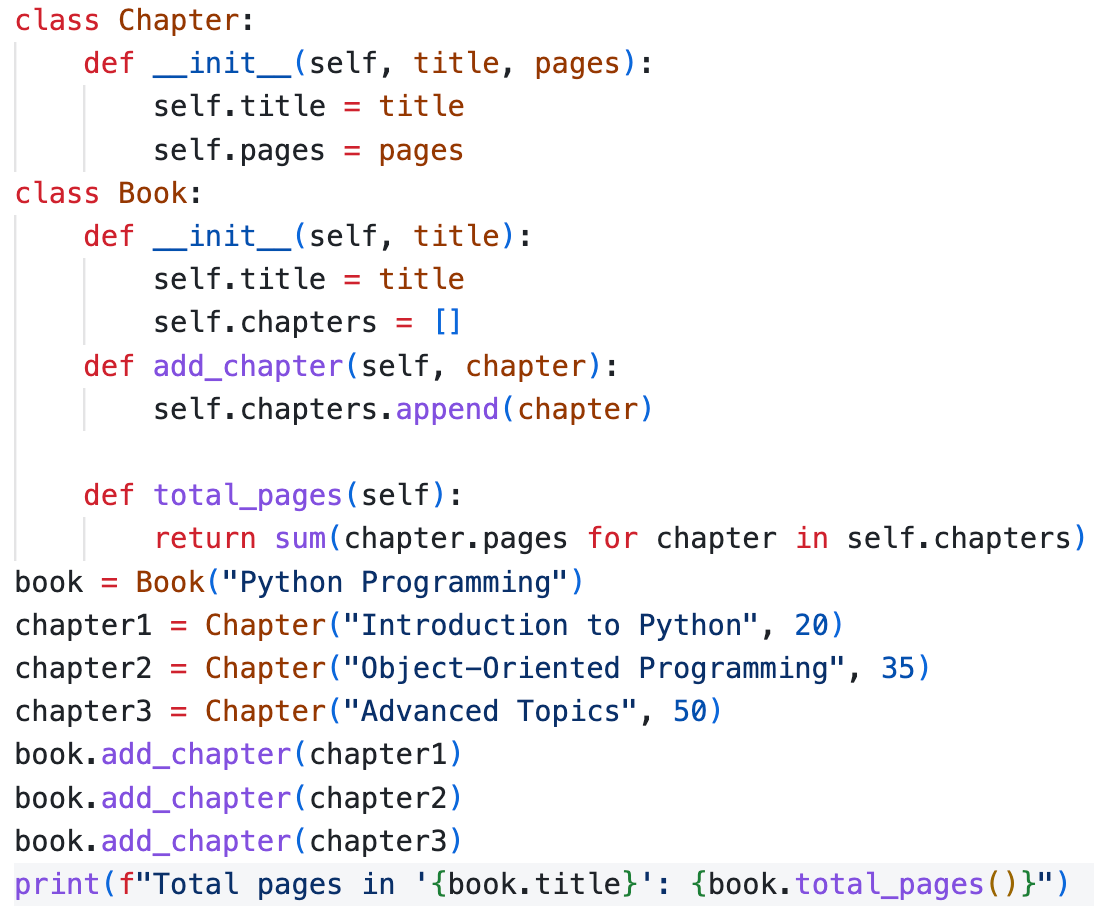 class Chapter:
    def __init__(self, title, pages):
        self.title = title
        self.pages = pages
class Book:
    def __init__(self, title):
        self.title = title
        self.chapters = []
    def add_chapter(self, chapter):
        self.chapters.append(chapter)

    def total_pages(self):
        return sum(chapter.pages for chapter in self.chapters)
book = Book("Python Programming")
chapter1 = Chapter("Introduction to Python", 20)
chapter2 = Chapter("Object-Oriented Programming", 35)
chapter3 = Chapter("Advanced Topics", 50)
book.add_chapter(chapter1)
book.add_chapter(chapter2)
book.add_chapter(chapter3)
print(f"Total pages in '{book.title}': {book.total_pages()}")